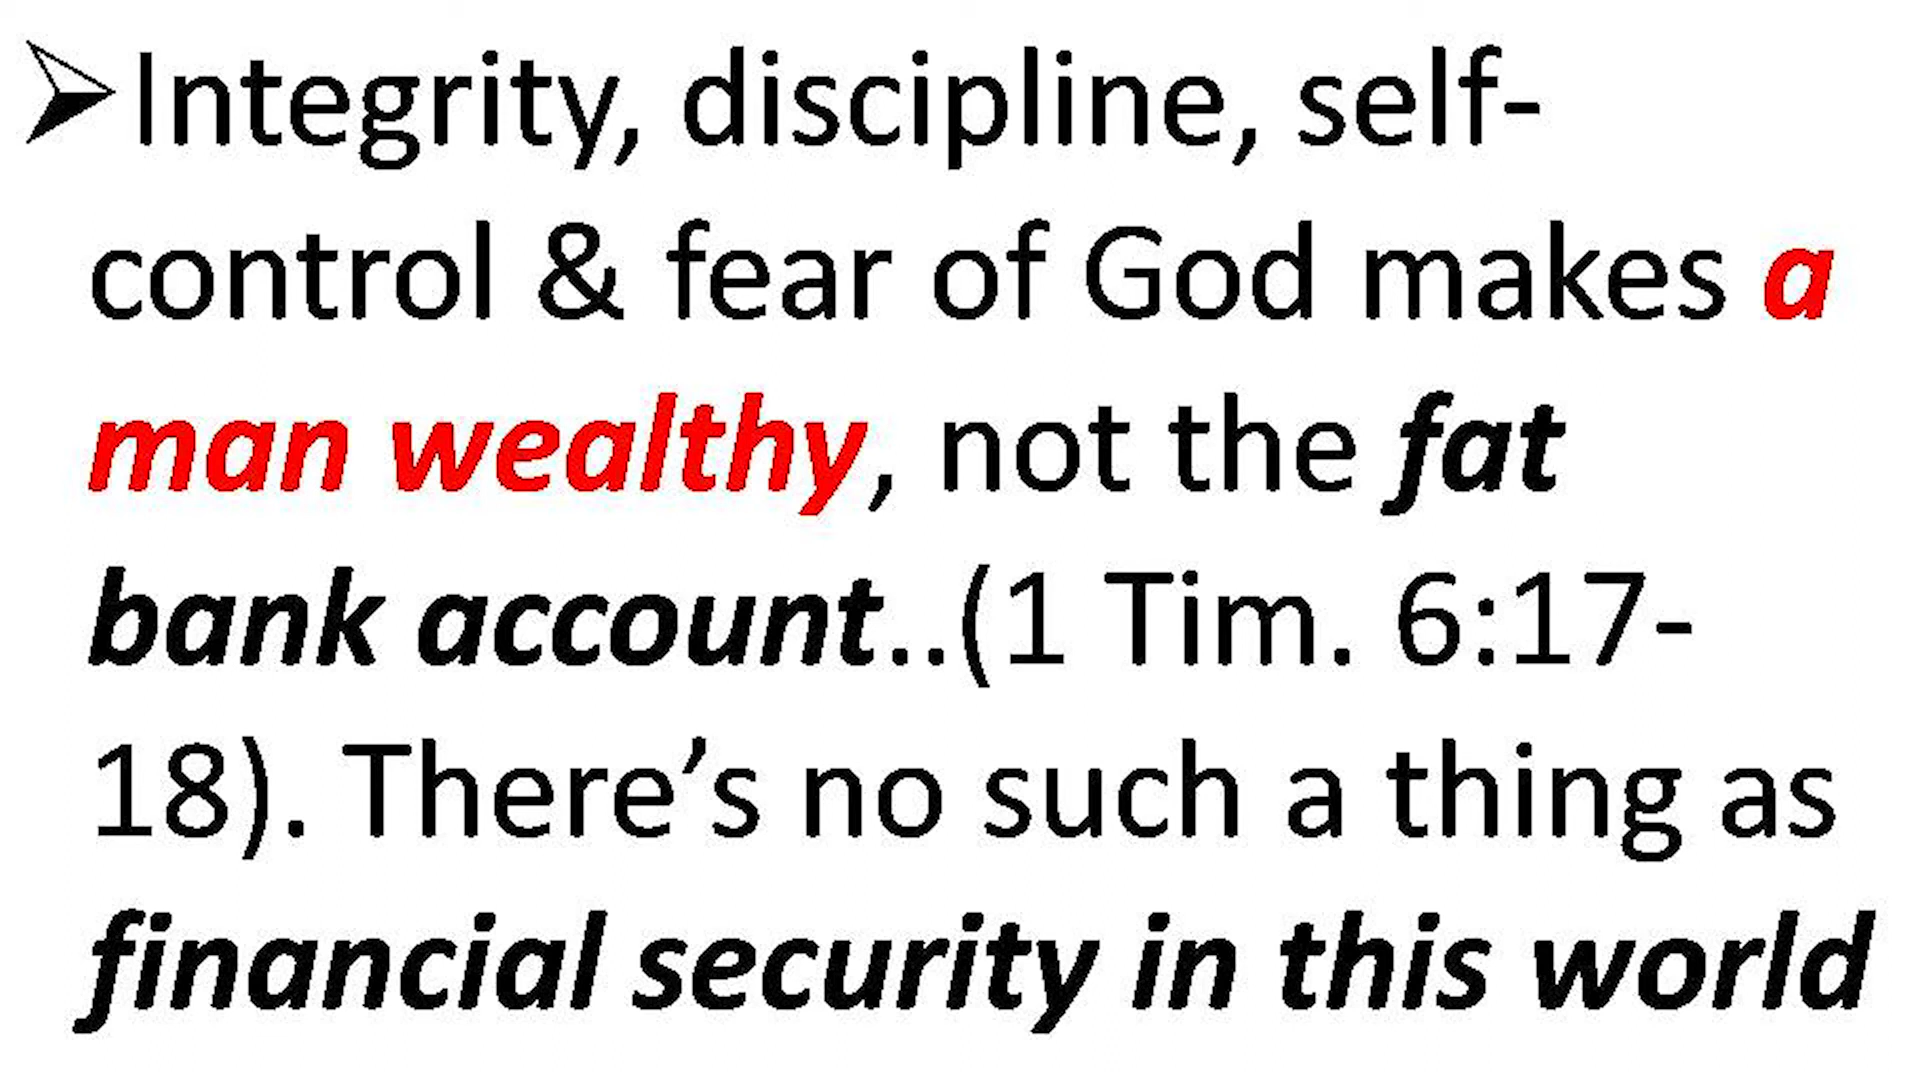 ➢Integrity, discipline, self-
control & fear of God makes a
man wealthy, not the fat
bank account..(1 Tim. 6:17-
18). There’s no such a thing as
financial security in this world